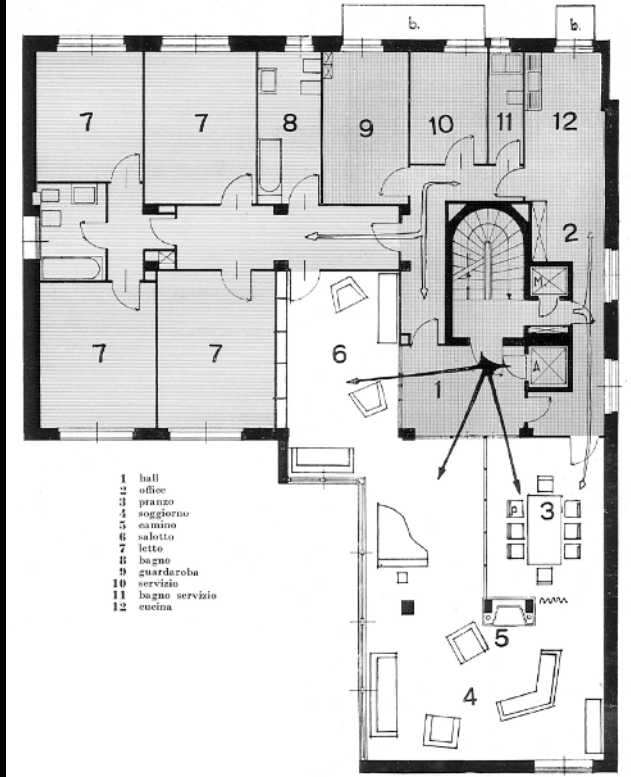 b.
b.
7
7
8
9
10
11
12
2
M.
6
7
7
1
A
3
5
4
1 hall
2 office
3 pranzo
4 soggiorno
5 camino
6 salotto
7 letto
8 bagno
9 guardaroba
10 servizio
11 bagno servizio
12 cucina